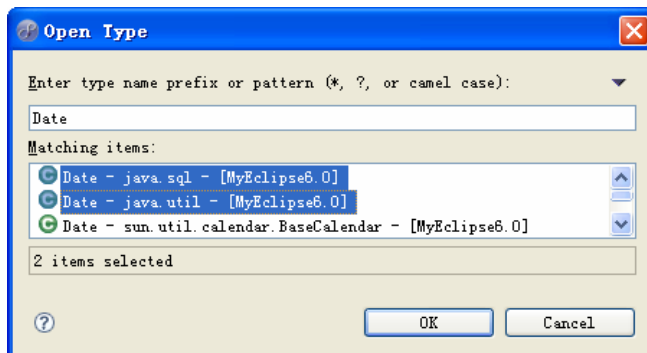 Open Type
Enter type name prefix or pattern (*, ?, or camel case):
Date
Matching items:
Date - java.sql - [MyEclipse6.0]
Date - java.util - [MyEclipse6.0]
Date - sun.util.calendar.BaseCalendar - [MyEclipse6.0]
2 items selected
OK Cancel